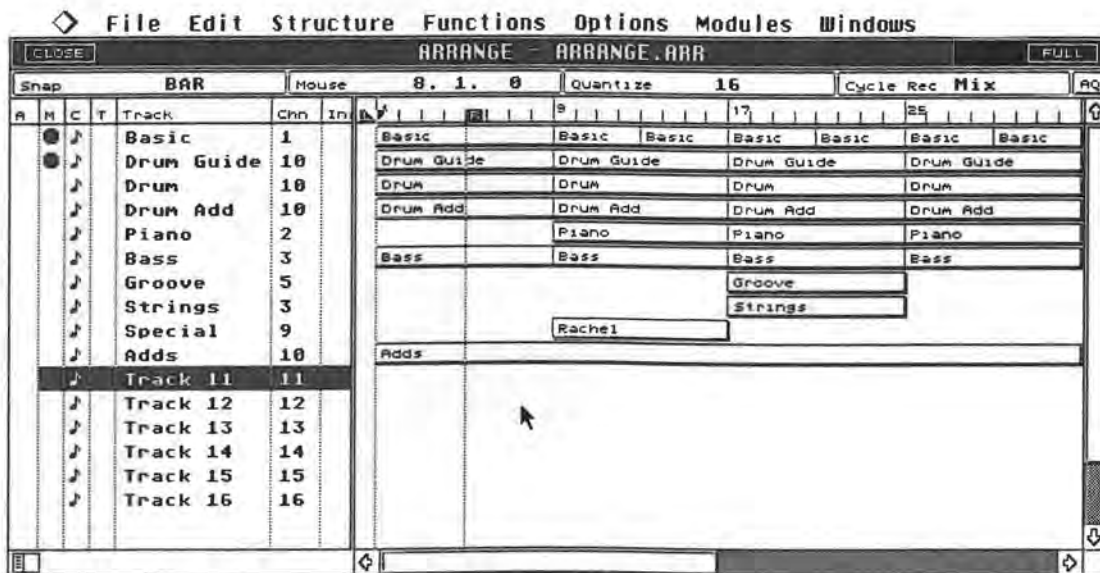 File Edit Structure Functions Options Modules Windows
CLOSE ARRANGE - ARRANGE.ARR FULL
Snap BAR Mouse 8. 1. 0 Quantize 16 Cycle Rec Mix
A M C T Track Chn In 9 17 25
Basic 1 Basic Basic Basic Basic Basic Basic Basic
Drum Guide 10 Drum Guide Drum Guide Drum Guide Drum Guide
Drum 10 Drum Drum Drum Drum
Drum Add 10 Drum Add Drum Add Drum Add Drum Add
Piano 2 Piano Piano Piano
Bass 3 Bass Bass Bass Bass
Groove 5 Groove
Strings 3 Strings
Special 9 Rachel
Adds 10 Adds
Track 11 11
Track 12 12
Track 13 13
Track 14 14
Track 15 15
Track 16 16